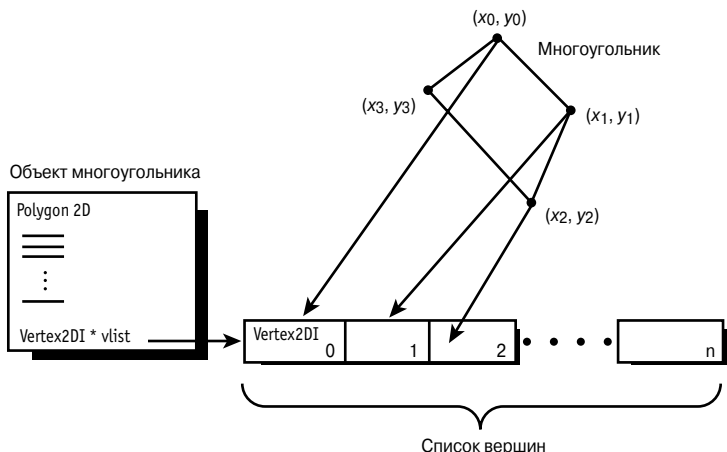 (x0, y0)
Многоугольник
(x3, y3)
(x1, y1)
Объект многоугольника
Polygon 2D
(x2, y2)
Vertex2DI * vlist
Vertex2DI
0
1
2
n
Список вершин